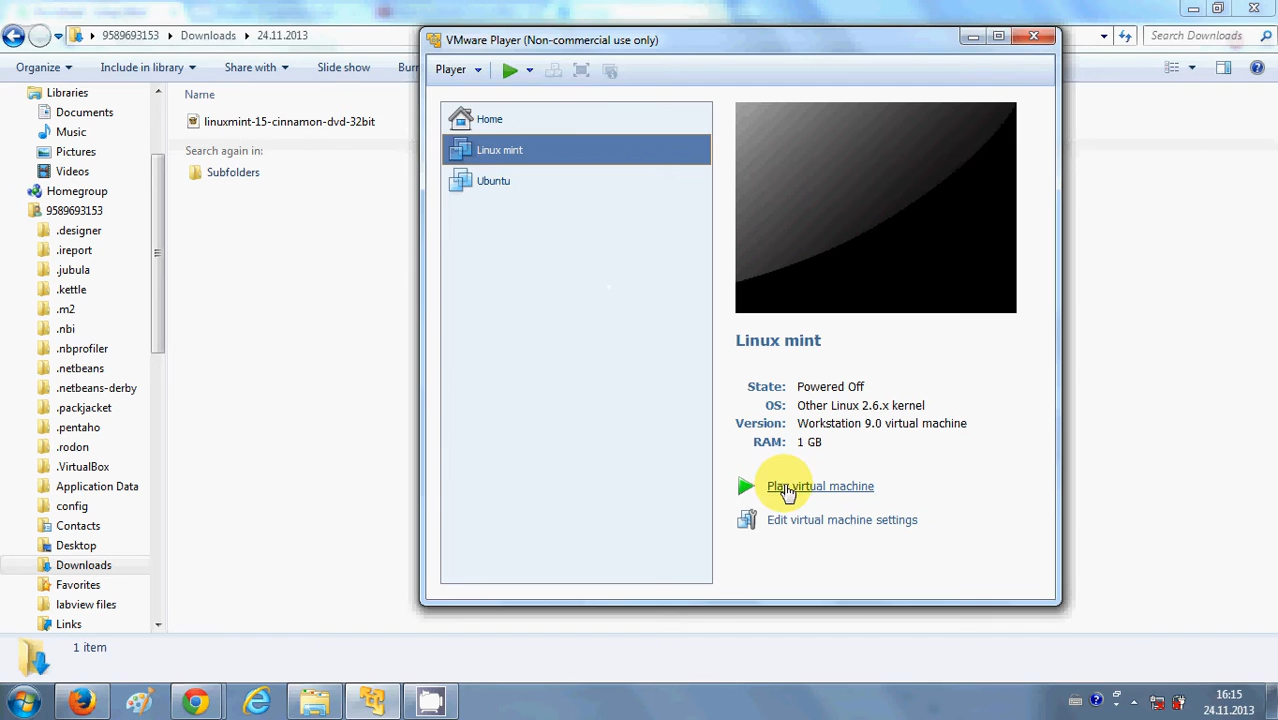 9589693153 Downloads 24.11.2013
Search Downloads
VMware Player (Non-commercial use only)
Organize Include in library Share with Slide show Burn
Player
Libraries
Documents
Music
Pictures
Videos
Homegroup
9589693153
.designer
.ireport
.jubula
.kettle
.m2
.nbi
.nbprofiler
.netbeans
.netbeans-derby
.packjacket
.pentaho
.rodon
.VirtualBox
Application Data
config
Contacts
Desktop
Downloads
Favorites
labview files
Links
Name
linuxmint-15-cinnamon-dvd-32bit
Search again in:
Subfolders
Home
Linux mint
Ubuntu
Linux mint
State: Powered Off
OS: Other Linux 2.6.x kernel
Version: Workstation 9.0 virtual machine
RAM: 1 GB
Play virtual machine
Edit virtual machine settings
1 item
16:15
24.11.2013